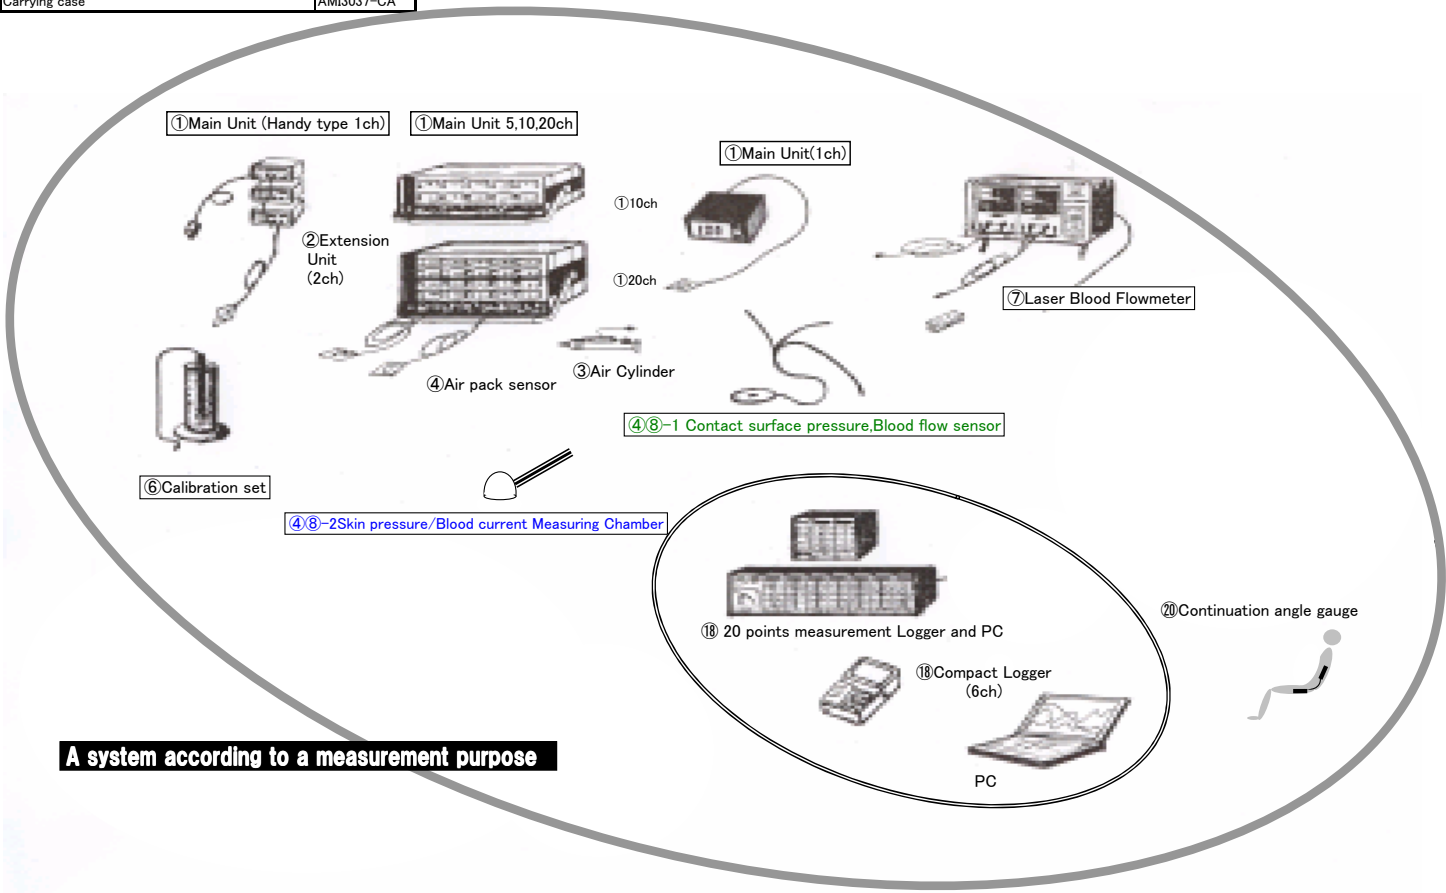 Carrying case AMI3037-CA
①Main Unit (Handy type 1ch)
①Main Unit 5,10,20ch
①Main Unit(1ch)
①10ch
②Extension
Unit
(2ch)
①20ch
⑦Laser Blood Flowmeter
③Air Cylinder
④Air pack sensor
④⑧-1 Contact surface pressure,Blood flow sensor
⑥Calibration set
④⑧-2Skin pressure/Blood current Measuring Chamber
⑱ 20 points measurement Logger and PC
⑳Continuation angle gauge
⑱Compact Logger
(6ch)
PC
A system according to a measurement purpose